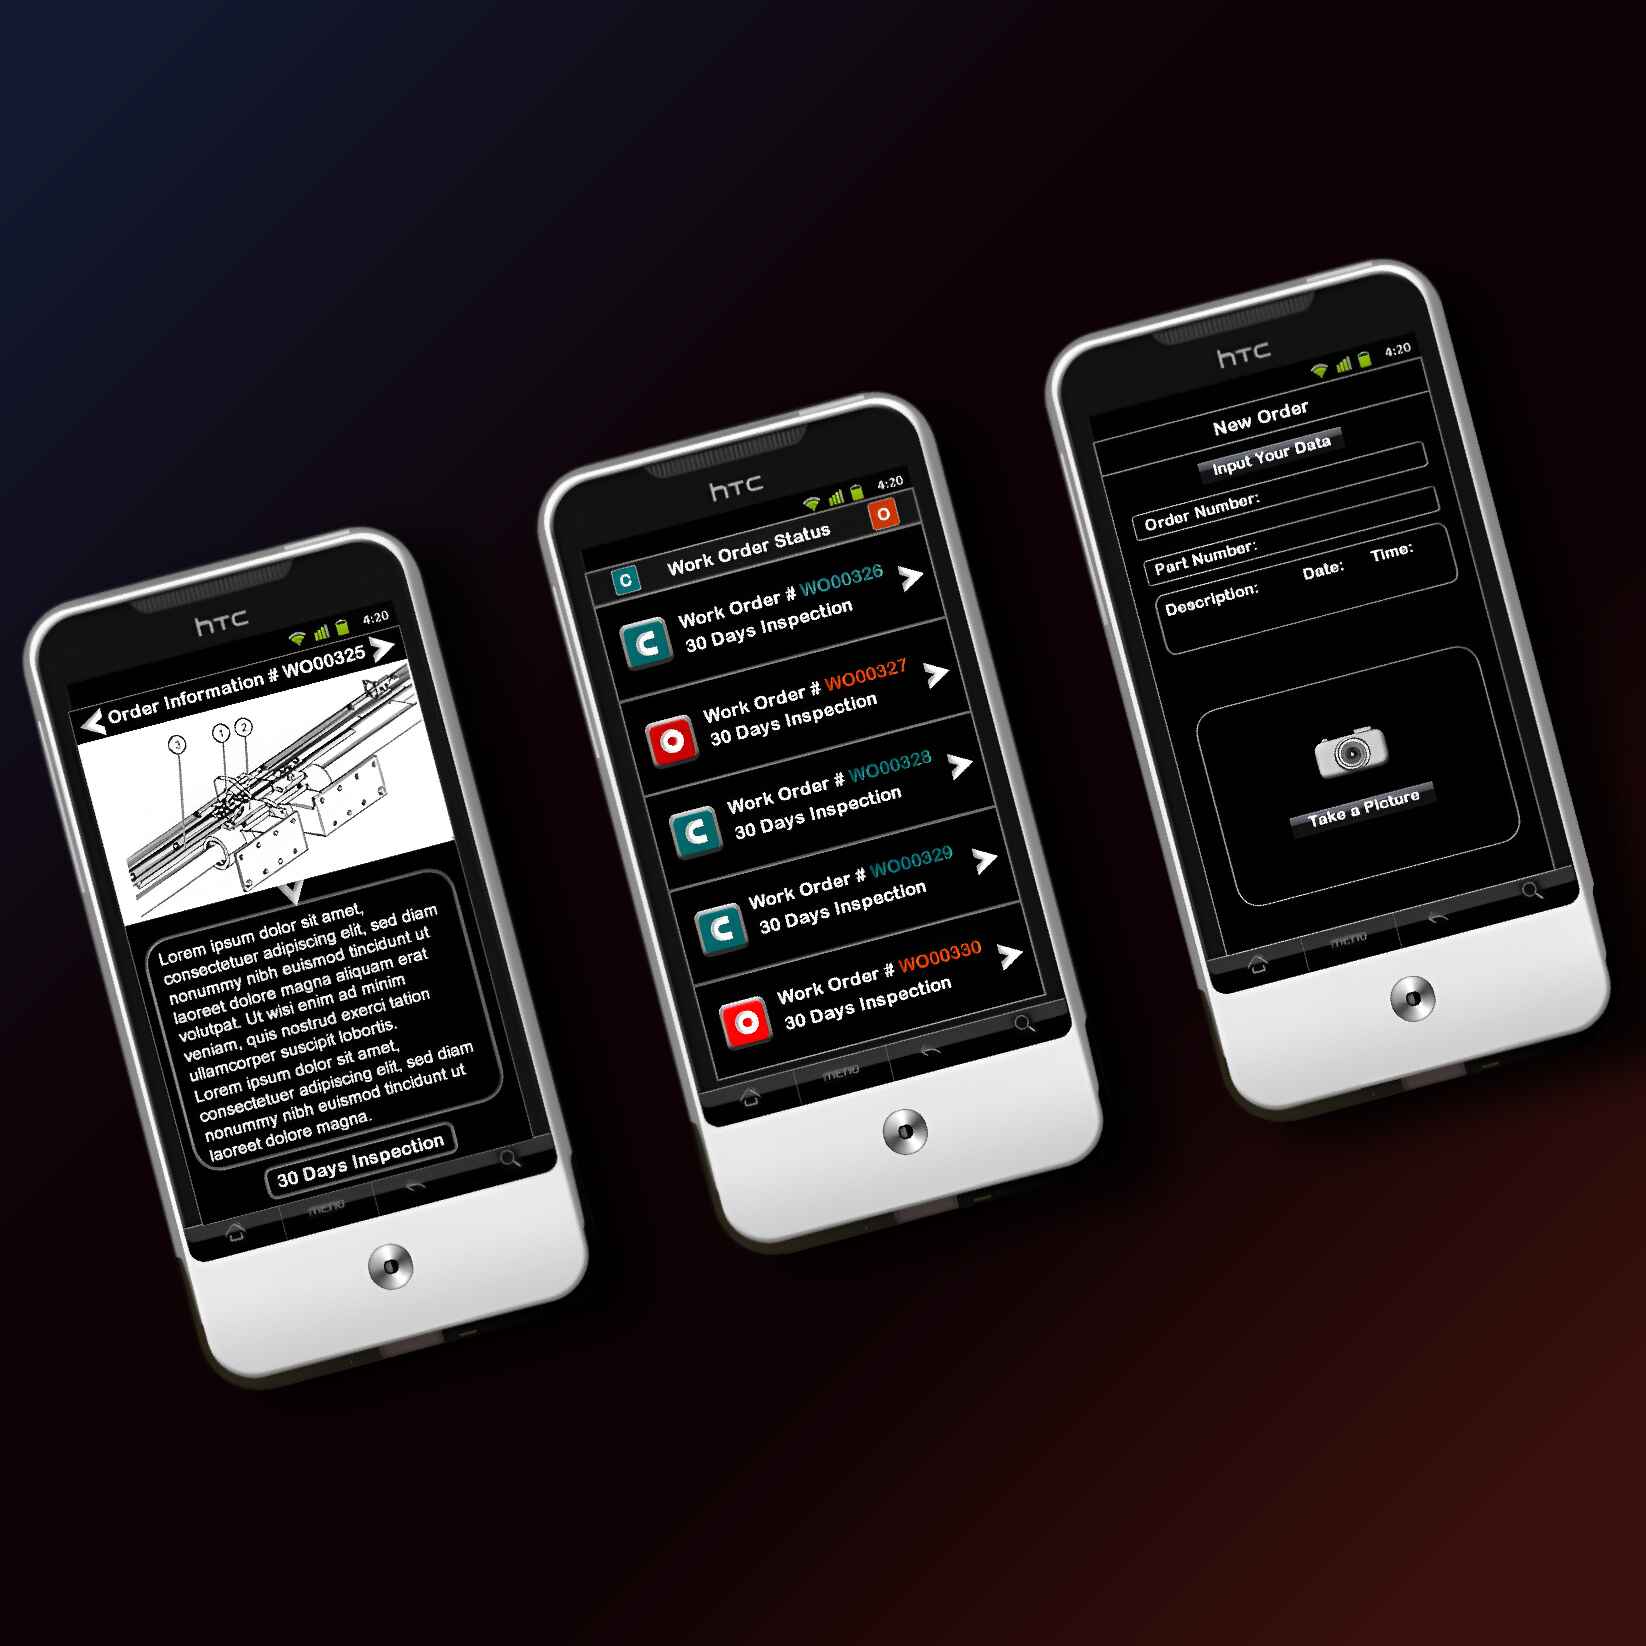 htc
4:20
Order Information # WO00325
3
1
2
Lorem ipsum dolor sit amet,
consectetuer adipiscing elit, sed diam
nonummy nibh euismod tincidunt ut
laoreet dolore magna aliquam erat
volutpat. Ut wisi enim ad minim
veniam, quis nostrud exerci tation
ullamcorper suscipit lobortis.
Lorem ipsum dolor sit amet,
consectetuer adipiscing elit, sed diam
nonummy nibh euismod tincidunt ut
laoreet dolore magna.
30 Days Inspection
menu
htc
4:20
C Work Order Status O
C
Work Order # WO00326
30 Days Inspection
O
Work Order # WO00327
30 Days Inspection
C
Work Order # WO00328
30 Days Inspection
C
Work Order # WO00329
30 Days Inspection
O
Work Order # WO00330
30 Days Inspection
menu
htc
4:20
New Order
Input Your Data
Order Number:
Part Number:
Description: Date: Time:
Take a Picture
menu